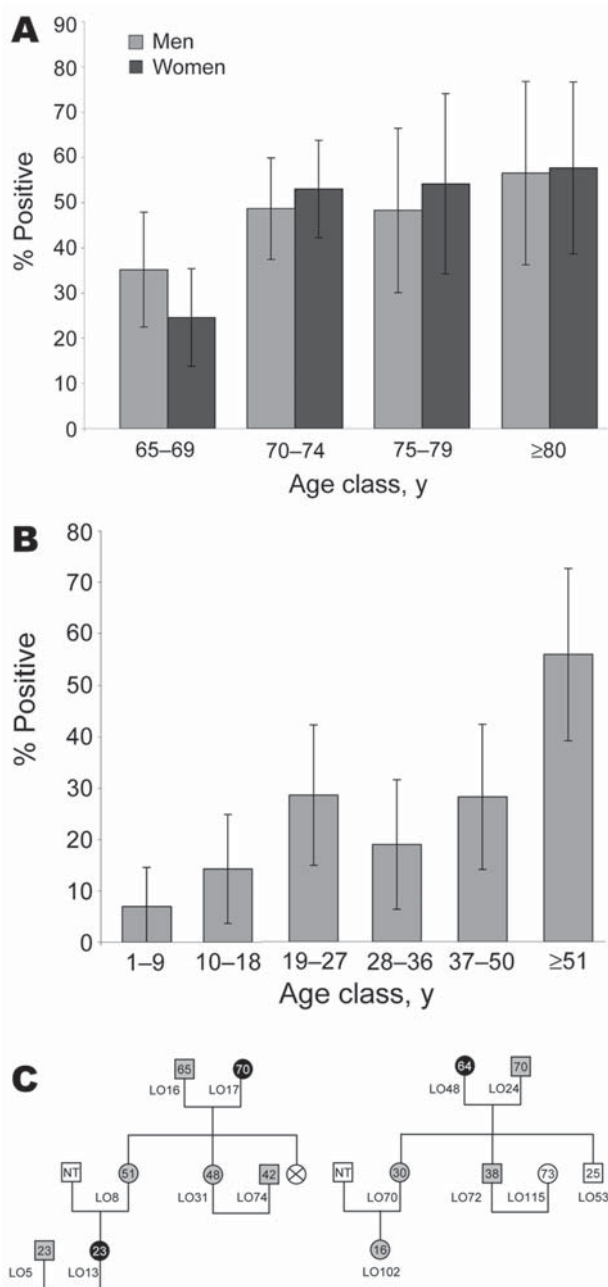 A
90
80
70
60
50
40
30
20
10
0
% Positive
Men
Women
65–69 70–74 75–79 ≥80
Age class, y
B
80
70
60
50
40
30
20
10
0
% Positive
1–9 10–18 19–27 28–36 37–50 ≥51
Age class, y
C
65 70 64 70
LO16 LO17 LO48 LO24
NT 51 48 42 NT 30 38 73 25
LO8 LO31 LO74 LO70 LO72 LO115 LO53
23 23 16
LO5 LO13 LO102